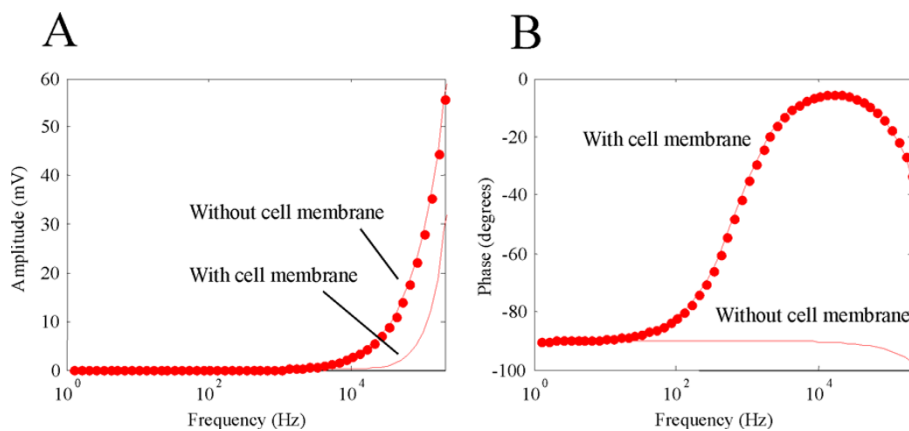 A
60
50
40
30
20
10
0
Amplitude (mV)
Without cell membrane
With cell membrane
10^0
10^2
10^4
Frequency (Hz)
B
0
-20
-40
-60
-80
-100
Phase (degrees)
With cell membrane
Without cell membrane
10^0
10^2
10^4
Frequency (Hz)